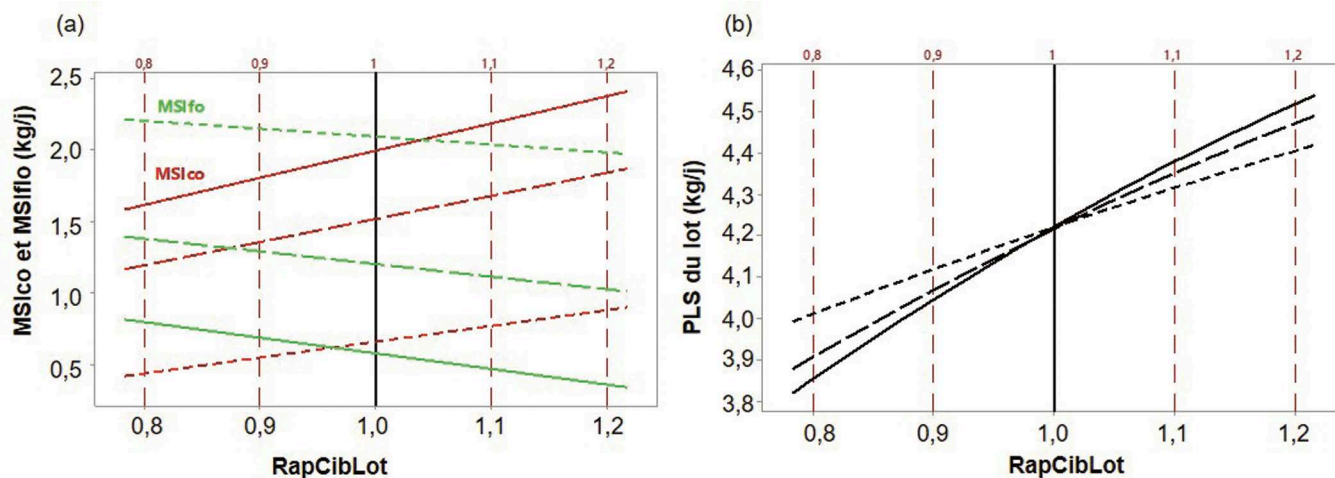 (a)
0,8 0,9 1 1,1 1,2
2,5
2,0
1,5
1,0
0,5
MSIco et MSIflo (kg/j)
MSIfo
MSIco
0,8 0,9 1,0 1,1 1,2
RapCibLot
(b)
0,8 0,9 1 1,1 1,2
4,6
4,5
4,4
4,3
4,2
4,1
4,0
3,9
3,8
PLS du lot (kg/j)
0,8 0,9 1,0 1,1 1,2
RapCibLot